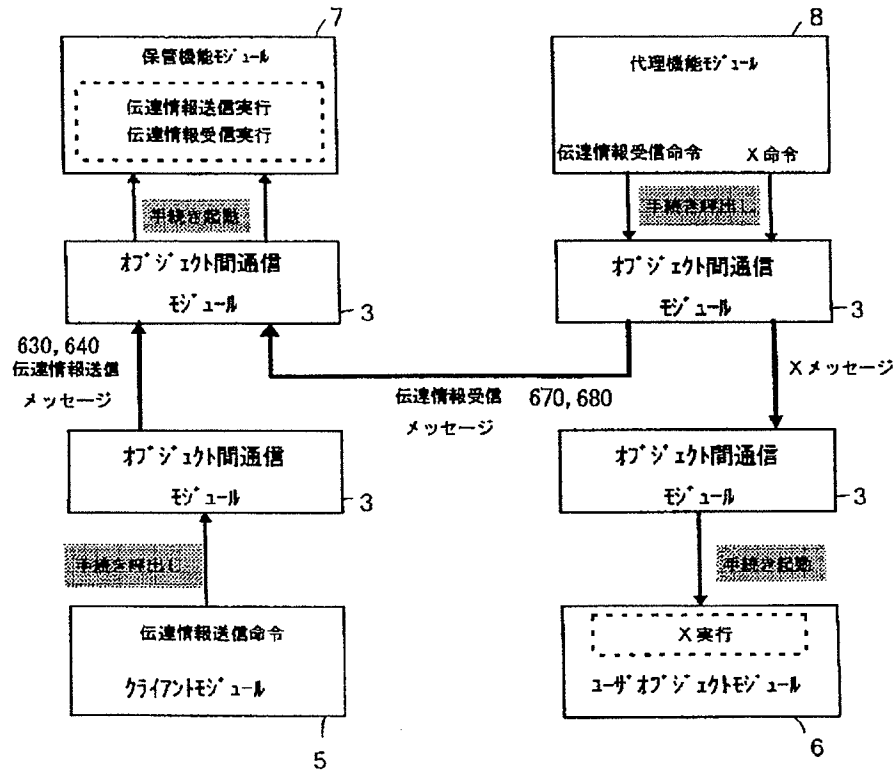 7
保管機能モジュール
伝達情報送信実行
伝達情報受信実行
手続き起動
オブジェクト間通信
モジュール
3
630,640
伝達情報送信
メッセージ
オブジェクト間通信
モジュール
3
手続き呼出し
伝達情報送信命令
クライアントモジュール
5
伝達情報受信
メッセージ
670,680
8
代理機能モジュール
伝達情報受信命令
X命令
手続き呼出し
オブジェクト間通信
モジュール
3
Xメッセージ
オブジェクト間通信
モジュール
3
手続き起動
X実行
ユーザオブジェクトモジュール
6